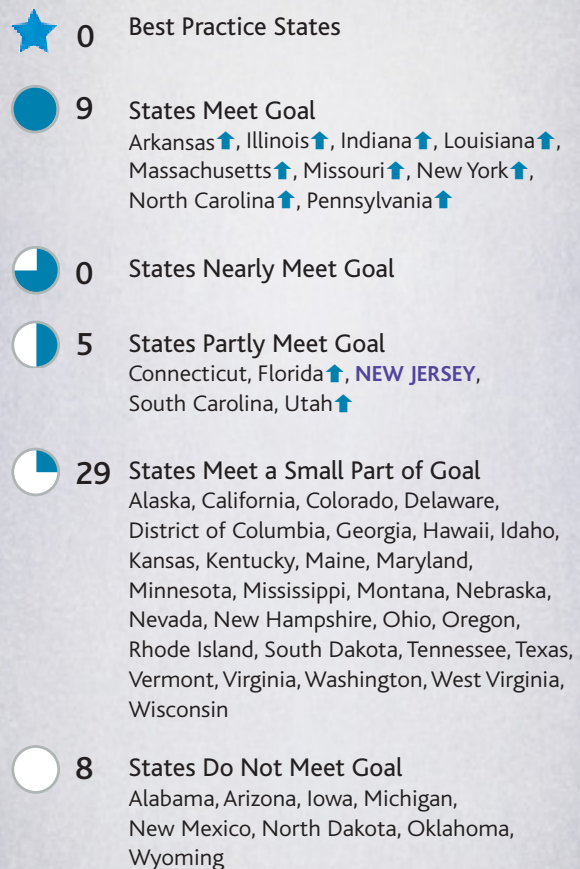 0 Best Practice States
9 States Meet Goal
Arkansas⬆, Illinois⬆, Indiana⬆, Louisiana⬆,
Massachusetts⬆, Missouri⬆, New York⬆,
North Carolina⬆, Pennsylvania⬆
0 States Nearly Meet Goal
5 States Partly Meet Goal
Connecticut, Florida⬆, NEW JERSEY,
South Carolina, Utah⬆
29 States Meet a Small Part of Goal
Alaska, California, Colorado, Delaware,
District of Columbia, Georgia, Hawaii, Idaho,
Kansas, Kentucky, Maine, Maryland,
Minnesota, Mississippi, Montana, Nebraska,
Nevada, New Hampshire, Ohio, Oregon,
Rhode Island, South Dakota, Tennessee, Texas,
Vermont, Virginia, Washington, West Virginia,
Wisconsin
8 States Do Not Meet Goal
Alabama, Arizona, Iowa, Michigan,
New Mexico, North Dakota, Oklahoma,
Wyoming